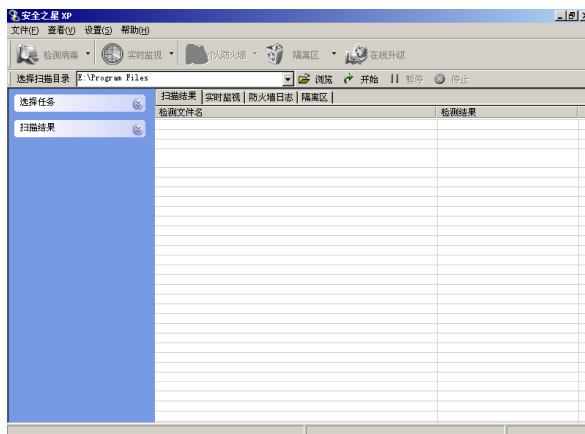 安全之星 XP
文件(F) 查看(V) 设置(S) 帮助(H)
检测病毒 实时监视 个人防火墙 隔离区 在线升级
选择扫描目录 E:\Program Files 浏览 开始 暂停 停止
选择任务
扫描结果
扫描结果 实时监视 防火墙日志 隔离区
检测文件名 检测结果